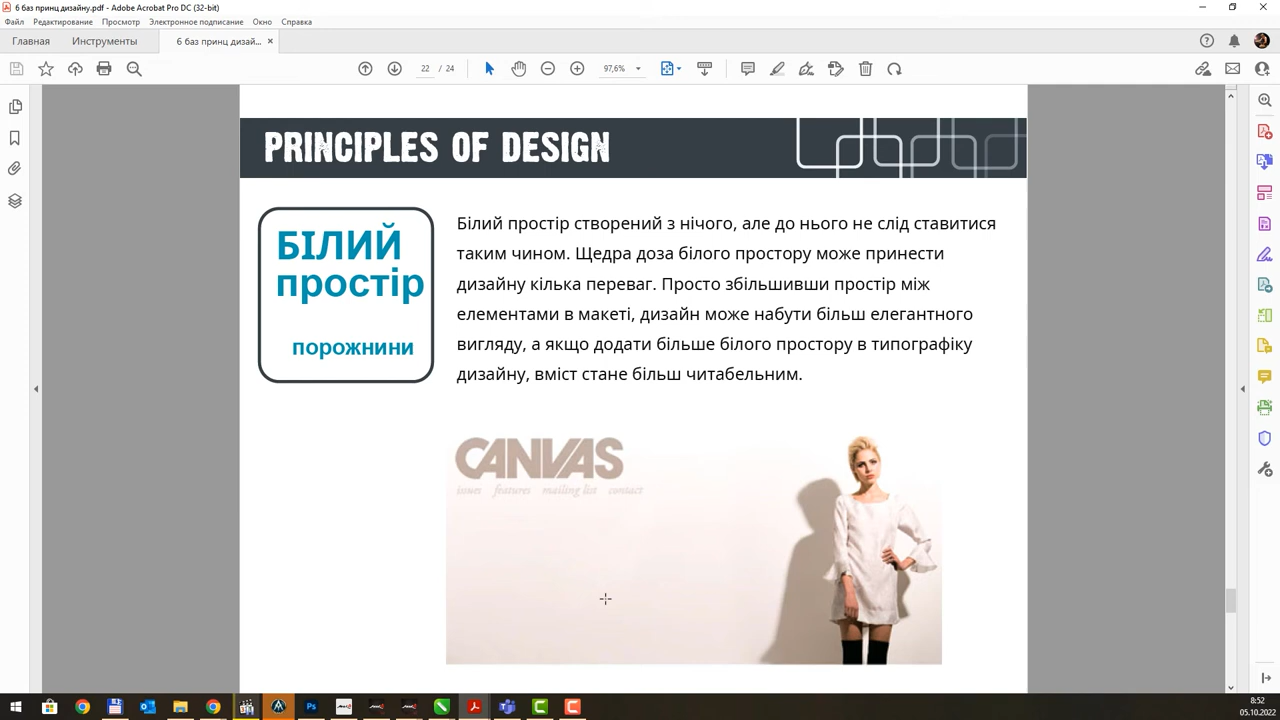 6 баз принц дизайну.pdf - Adobe Acrobat Pro DC (32-bit)
Файл Редактирование Просмотр Электронное подписание Окно Справка
Главная Инструменты 6 баз принц дизай... ×
22 / 24 97,6%
PRINCIPLES OF DESIGN
БІЛИЙ
простір
порожнини
Білий простір створений з нічого, але до нього не слід ставитися
таким чином. Щедра доза білого простору може принести
дизайну кілька переваг. Просто збільшивши простір між
елементами в макеті, дизайн може набути більш елегантного
вигляду, а якщо додати більше білого простору в типографіку
дизайну, вміст стане більш читабельним.
CANVAS
issues features mailing list contact
8:52
05.10.2022